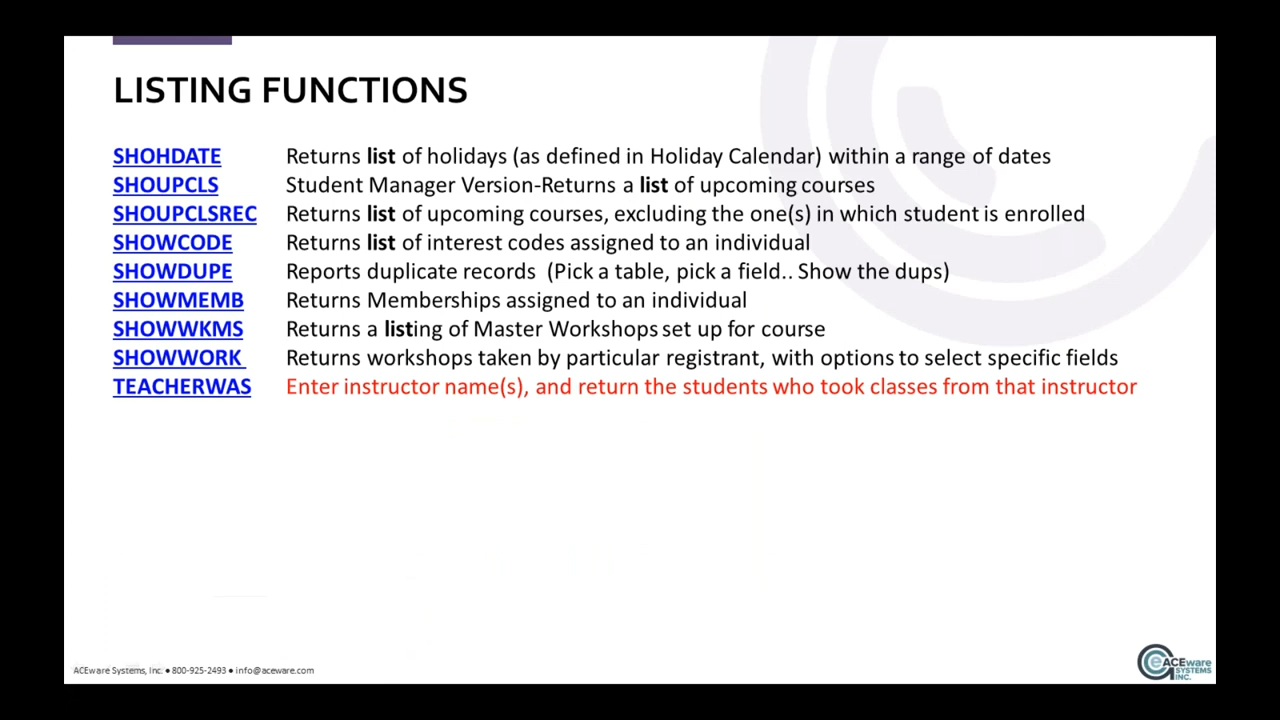 LISTING FUNCTIONS
SHOHDATE Returns list of holidays (as defined in Holiday Calendar) within a range of dates
SHOUPCLS Student Manager Version-Returns a list of upcoming courses
SHOUPCLSREC Returns list of upcoming courses, excluding the one(s) in which student is enrolled
SHOWCODE Returns list of interest codes assigned to an individual
SHOWDUPE Reports duplicate records (Pick a table, pick a field.. Show the dups)
SHOWMEMB Returns Memberships assigned to an individual
SHOWWKMS Returns a listing of Master Workshops set up for course
SHOWWORK Returns workshops taken by particular registrant, with options to select specific fields
TEACHERWAS Enter instructor name(s), and return the students who took classes from that instructor
ACEware Systems, Inc. ● 800-925-2493 ● info@aceware.com
e ACEware
SYSTEMS
INC.